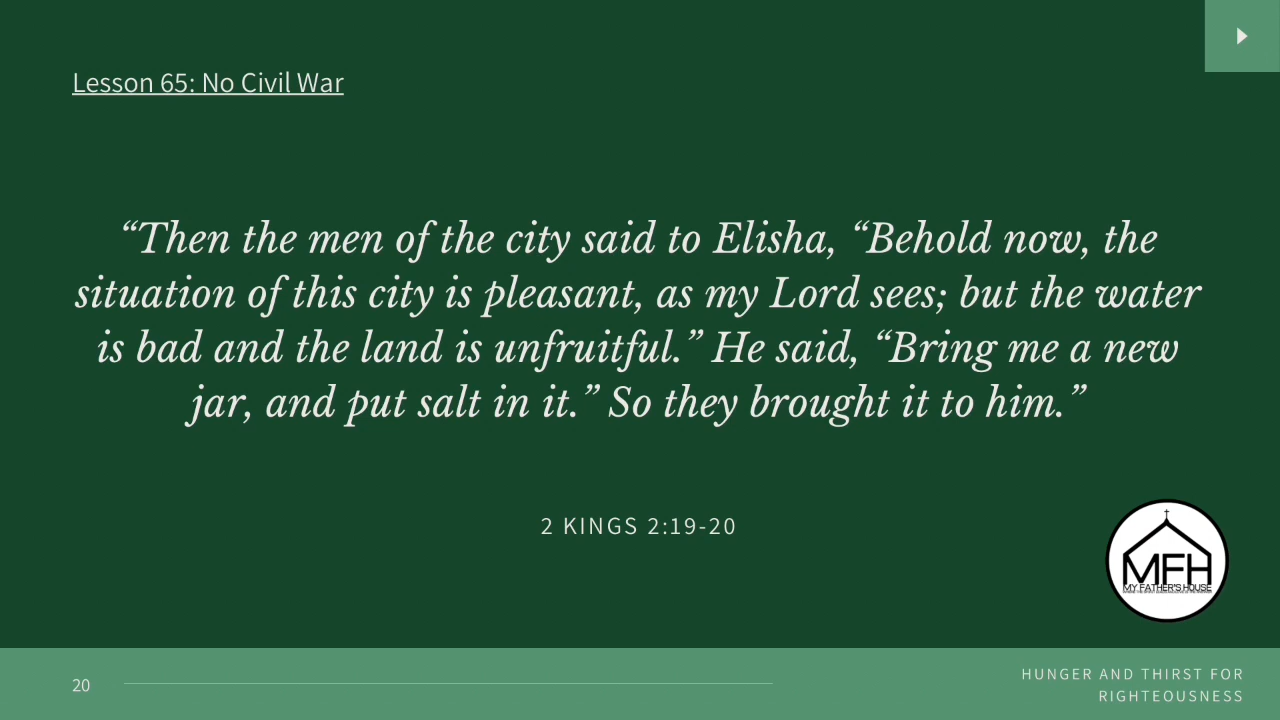 Lesson 65: No Civil War
“Then the men of the city said to Elisha, “Behold now, the
situation of this city is pleasant, as my Lord sees; but the water
is bad and the land is unfruitful.” He said, “Bring me a new
jar, and put salt in it.” So they brought it to him.”
2 KINGS 2:19-20
MFH
MY FATHER'S HOUSE
20
HUNGER AND THIRST FOR
RIGHTEOUSNESS